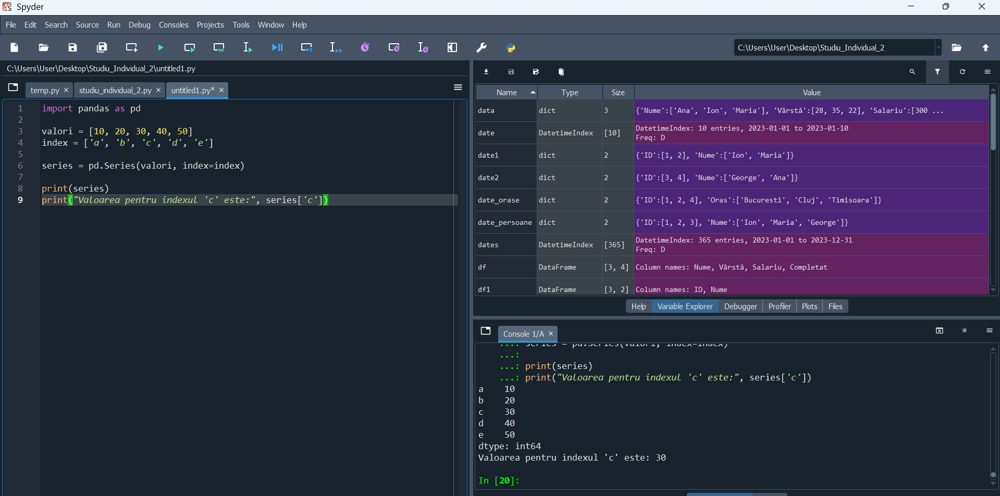 Spyder
File Edit Search Source Run Debug Consoles Projects Tools Window Help
C:\Users\User\Desktop\Studiu_Individual_2
C:\Users\User\Desktop\Studiu_Individual_2\untitled1.py
temp.py studiu_individual_2.py untitled1.py*
1 import pandas as pd
2
3 valori = [10, 20, 30, 40, 50]
4 index = ['a', 'b', 'c', 'd', 'e']
5
6 series = pd.Series(valori, index=index)
7
8 print(series)
9 print("Valoarea pentru indexul 'c' este:", series['c'])
Name Type Size Value
data dict 3 {'Nume':['Ana', 'Ion', 'Maria'], 'Vârstă':[28, 35, 22], 'Salariu':[300 ...
date DatetimeIndex [10] DatetimeIndex: 10 entries, 2023-01-01 to 2023-01-10
Freq: D
date1 dict 2 {'ID':[1, 2], 'Nume':['Ion', 'Maria']}
date2 dict 2 {'ID':[3, 4], 'Nume':['George', 'Ana']}
date_orase dict 2 {'ID':[1, 2, 4], 'Oras':['Bucuresti', 'Cluj', 'Timisoara']}
date_persoane dict 2 {'ID':[1, 2, 3], 'Nume':['Ion', 'Maria', 'George']}
dates DatetimeIndex [365] DatetimeIndex: 365 entries, 2023-01-01 to 2023-12-31
Freq: D
df DataFrame [3, 4] Column names: Nume, Vârstă, Salariu, Completat
df1 DataFrame [3, 2] Column names: ID, Nume
Help Variable Explorer Debugger Profiler Plots Files
Console 1/A
...: series = pd.Series(valori, index=index)
...:
...: print(series)
...: print("Valoarea pentru indexul 'c' este:", series['c'])
a 10
b 20
c 30
d 40
e 50
dtype: int64
Valoarea pentru indexul 'c' este: 30
In [20]: